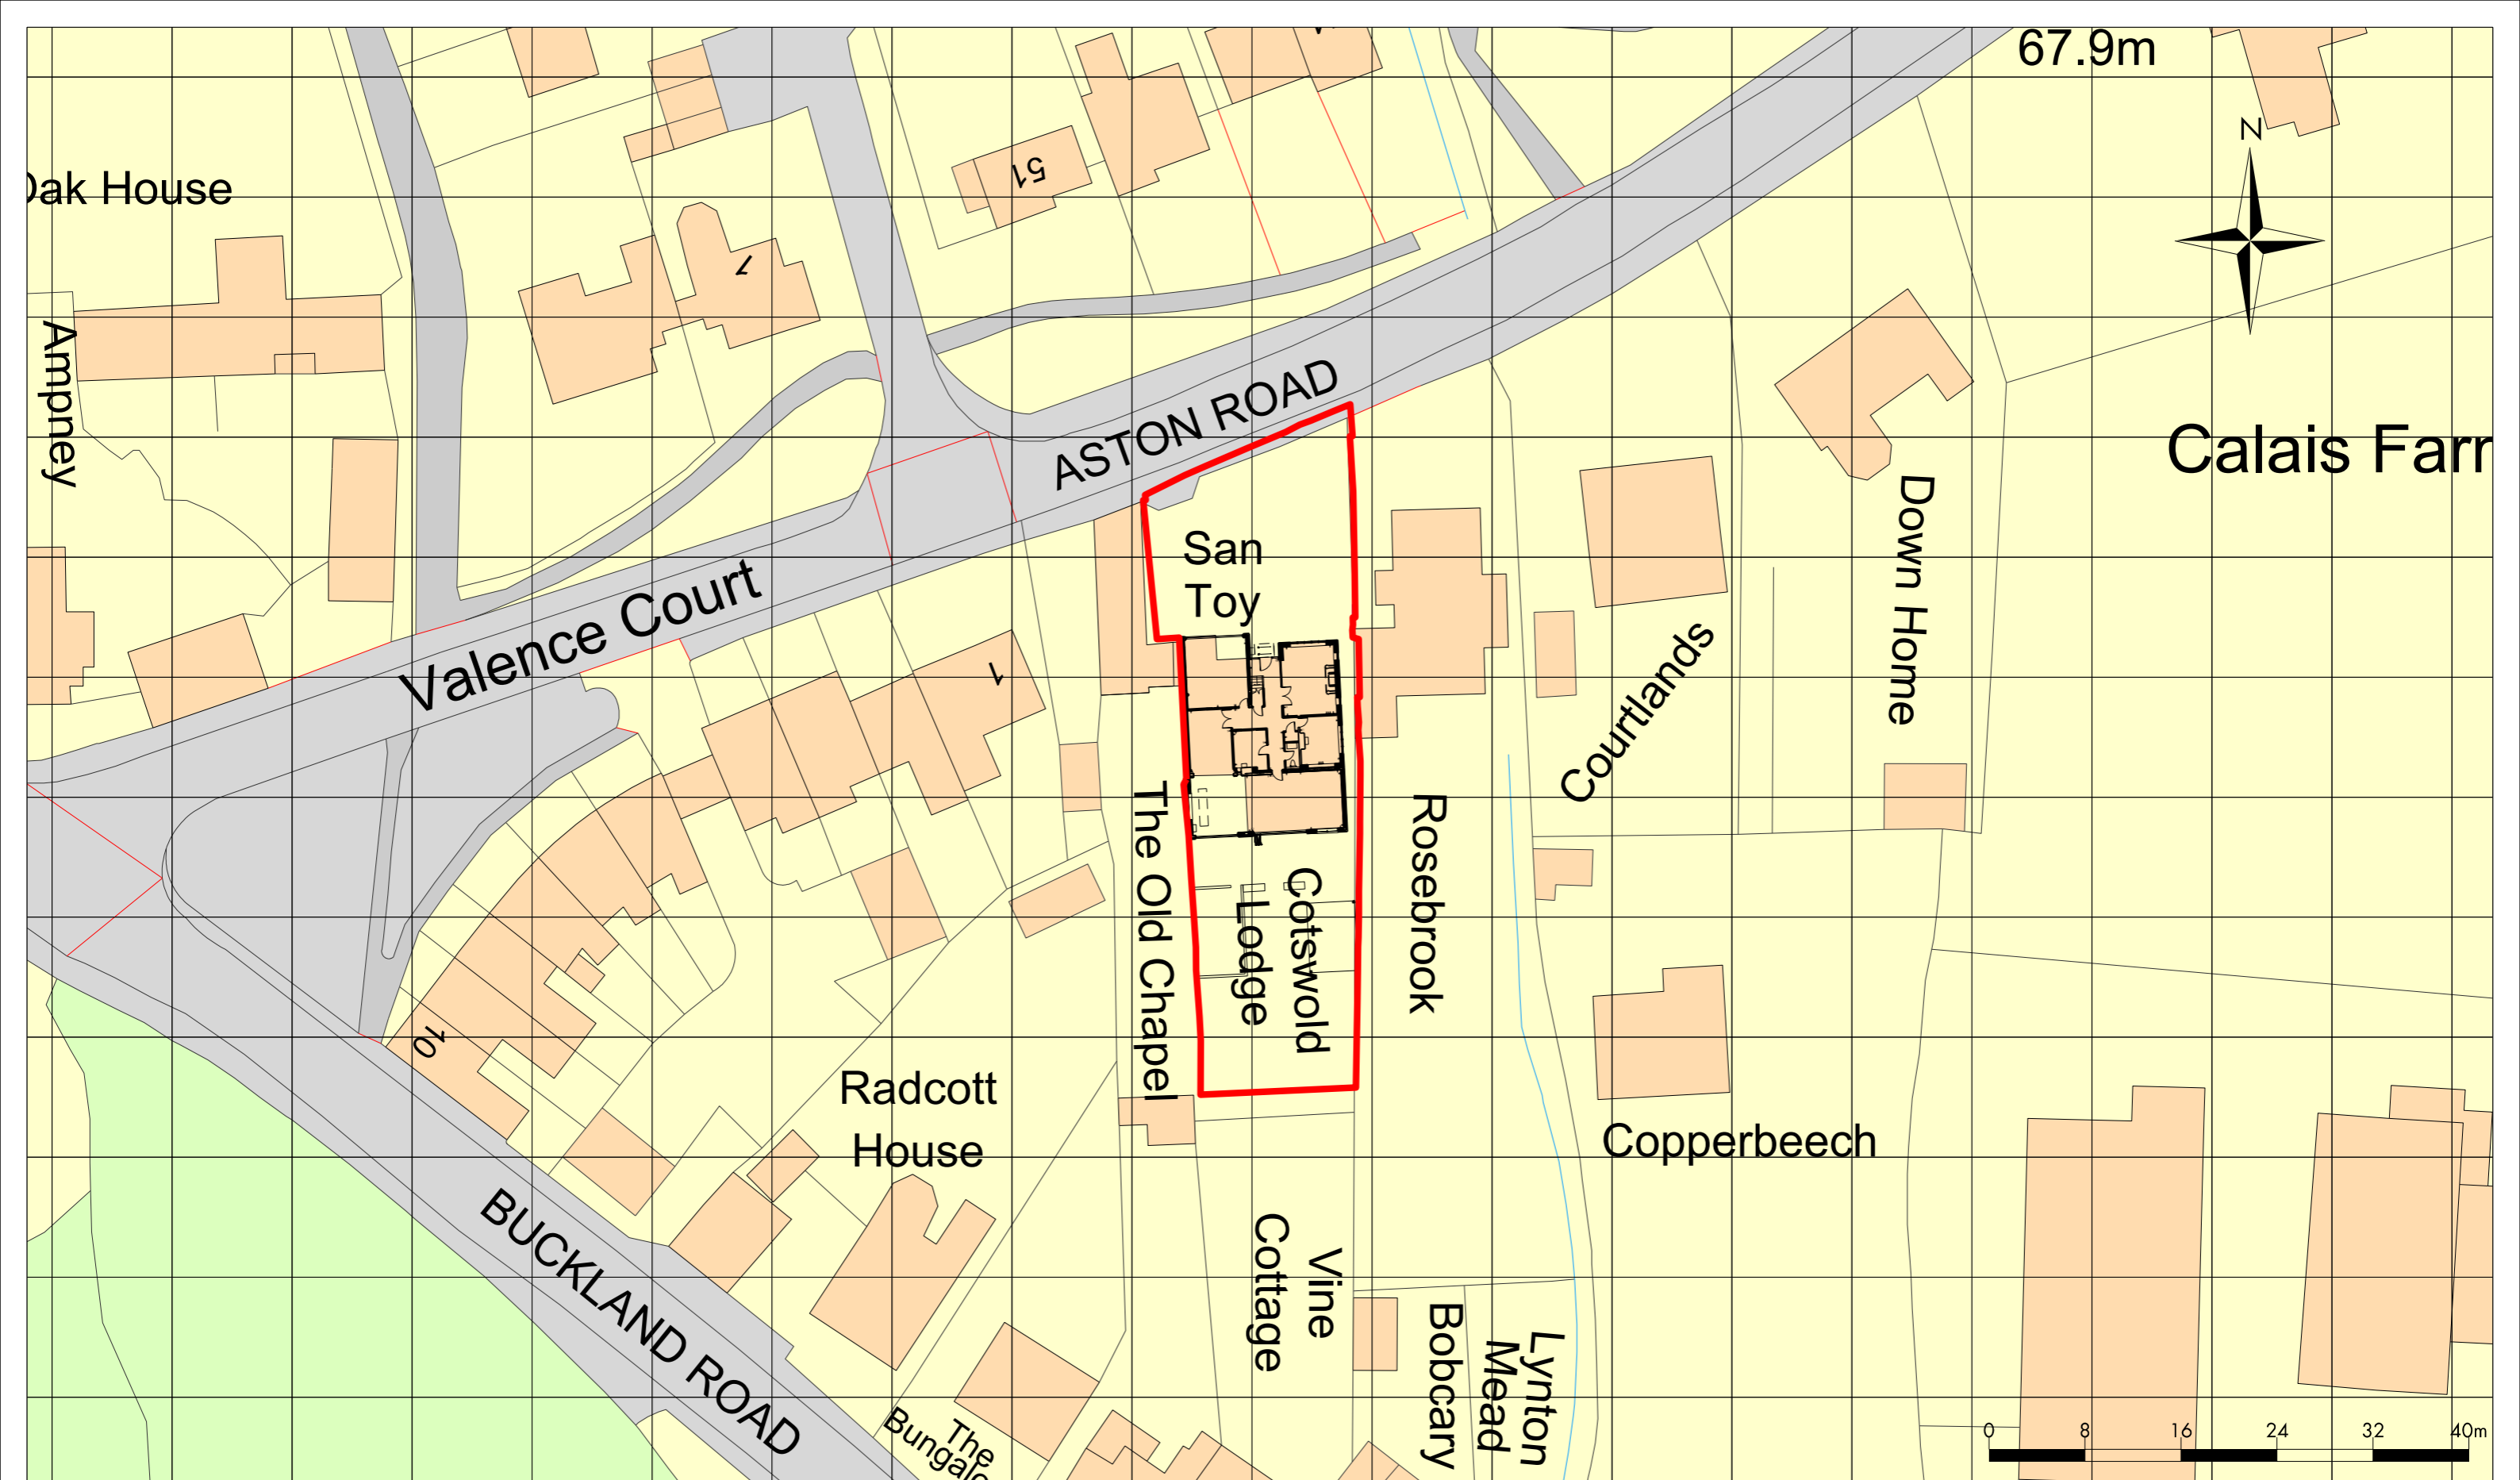 67.9m
N
Oak House
51
1
Ampney
ASTON ROAD
Calais Farm
Down Home
San
Toy
Valence Court
1
Courtlands
The Old Chapel
Rosebrook
Cotswold
Lodge
10
Radcott
House
Copperbeech
BUCKLAND ROAD
Vine
Cottage
Bobcary
Lynton
Mead
The
Bungalo
0 8 16 24 32 40m